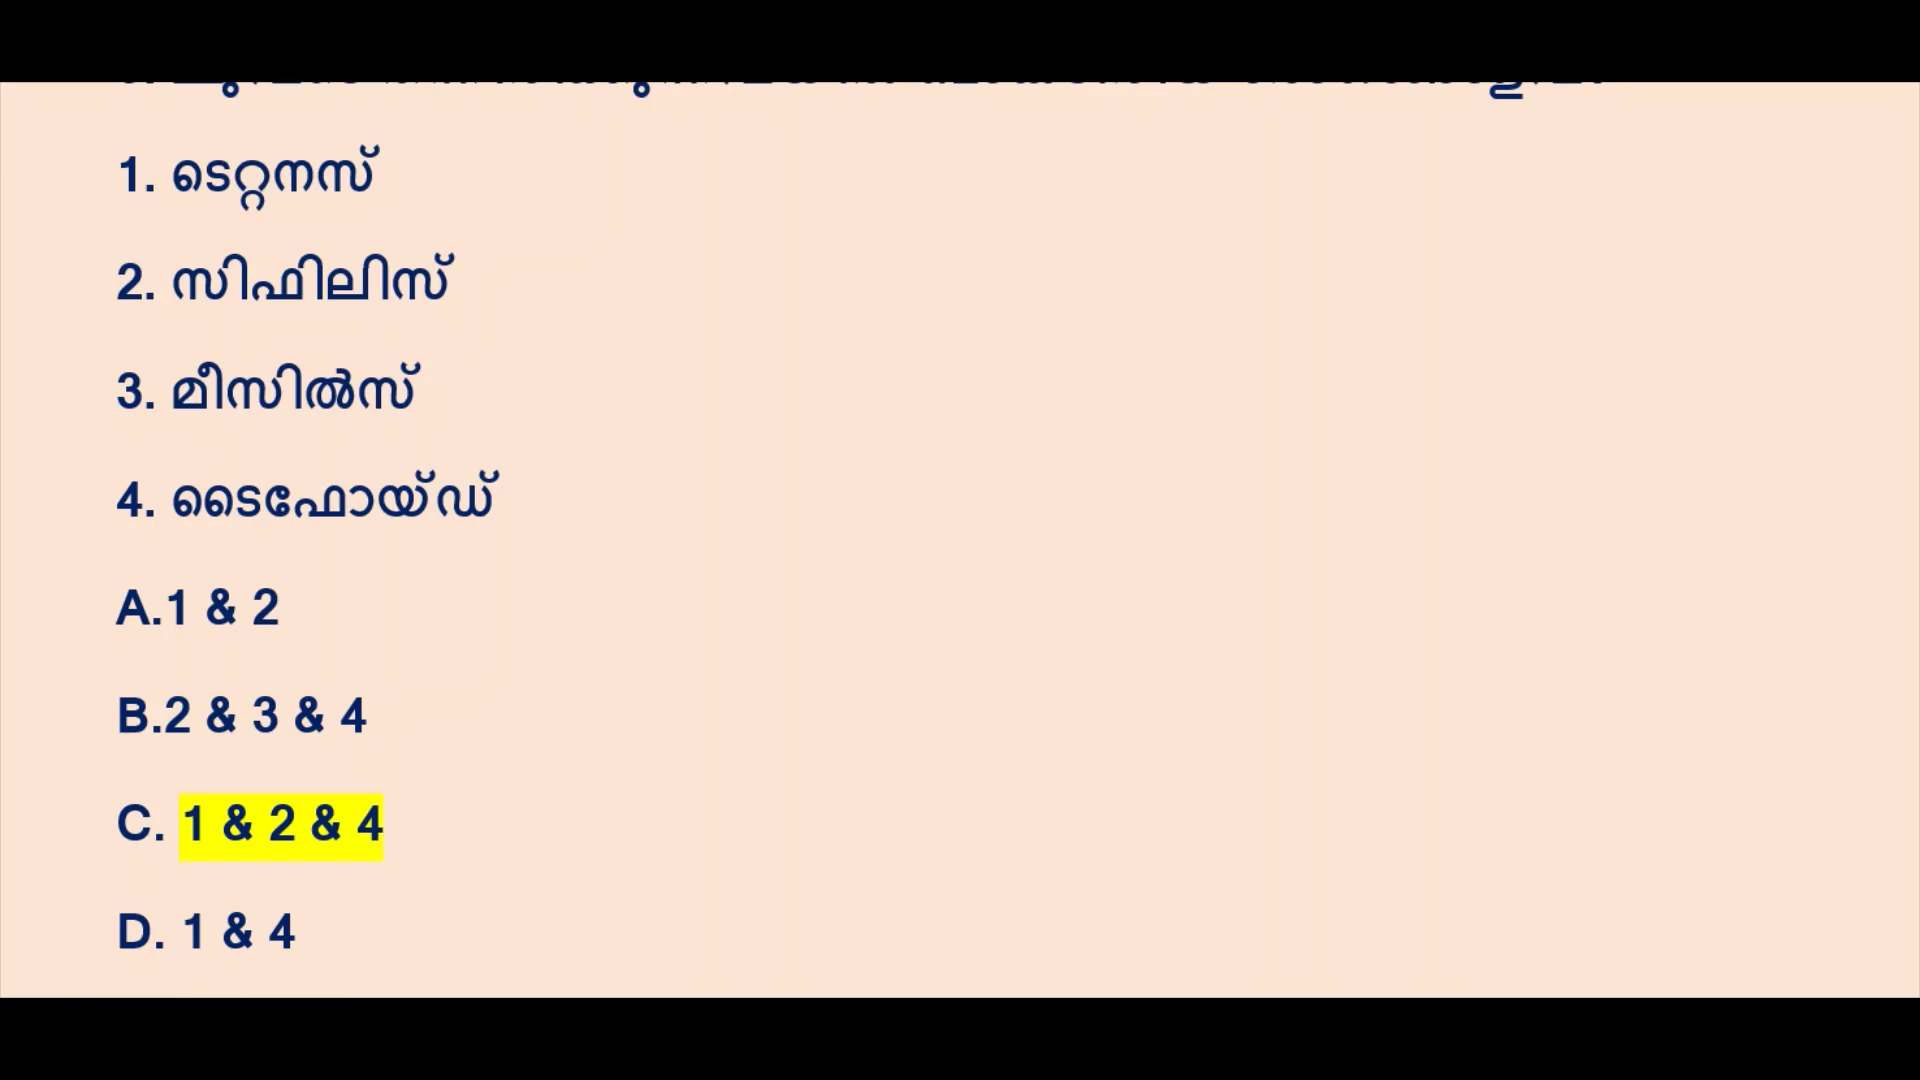 1. ടെറ്റനസ്
2. സിഫിലിസ്
3. മീസിൽസ്
4. ടൈഫോയ്ഡ്
A.1 & 2
B.2 & 3 & 4
C. 1 & 2 & 4
D. 1 & 4